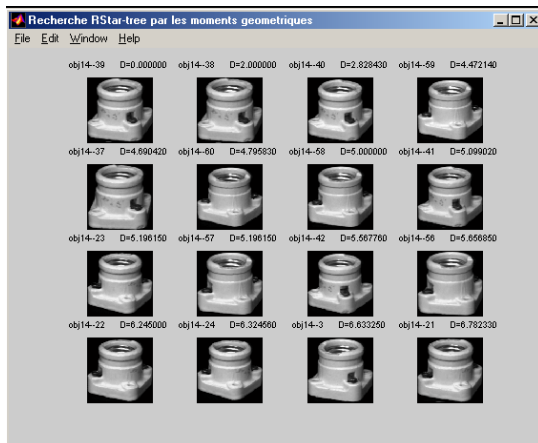 Recherche RStar-tree par les moments geometriques
File Edit Window Help
obj14--39 D=0.000000 obj14--38 D=2.000000 obj14--40 D=2.828430 obj14--59 D=4.472140
obj14--37 D=4.690420 obj14--60 D=4.795830 obj14--58 D=5.000000 obj14--41 D=5.099020
obj14--23 D=5.196150 obj14--57 D=5.196150 obj14--42 D=5.567760 obj14--56 D=5.656850
obj14--22 D=6.245000 obj14--24 D=6.324560 obj14--3 D=6.633250 obj14--21 D=6.782330